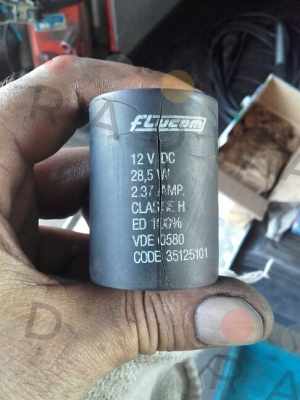 Flucom
12 V DC
28,5 W
2.37 AMP.
CLASSE H
ED 100%
VDE 0580
CODE 35125101